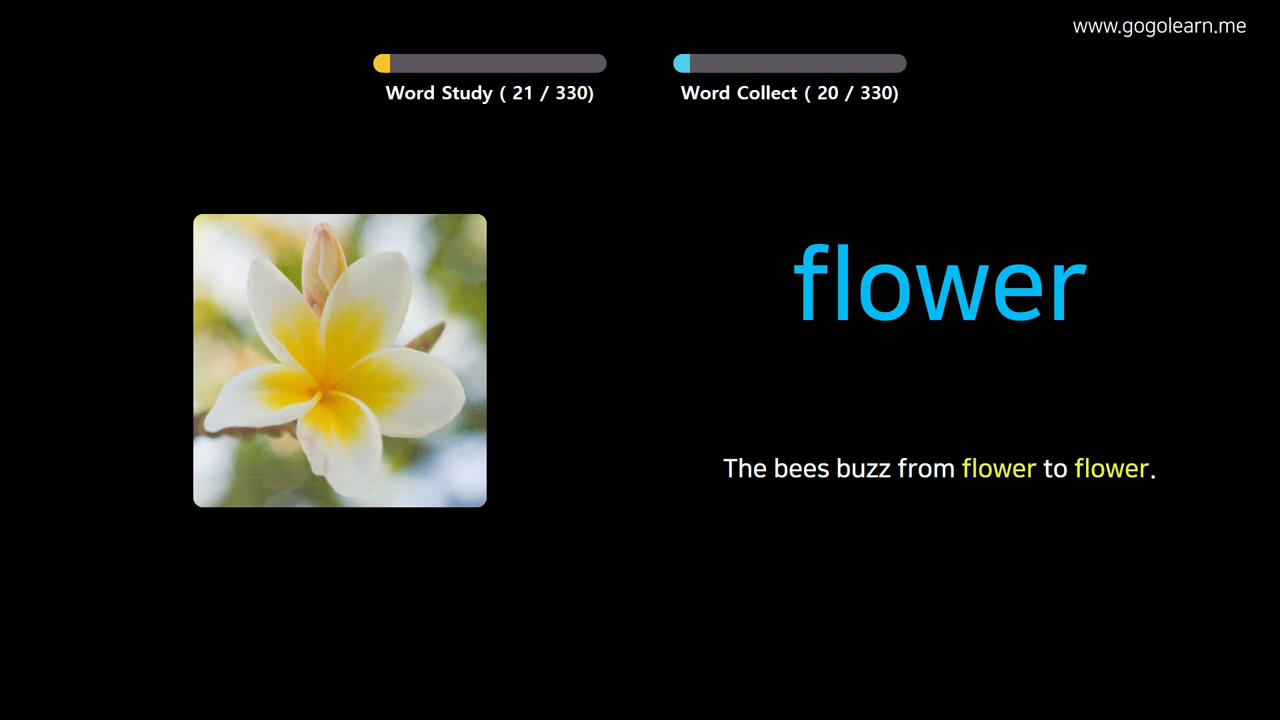 www.gogolearn.me
Word Study ( 21 / 330)
Word Collect ( 20 / 330)
flower
The bees buzz from flower to flower.